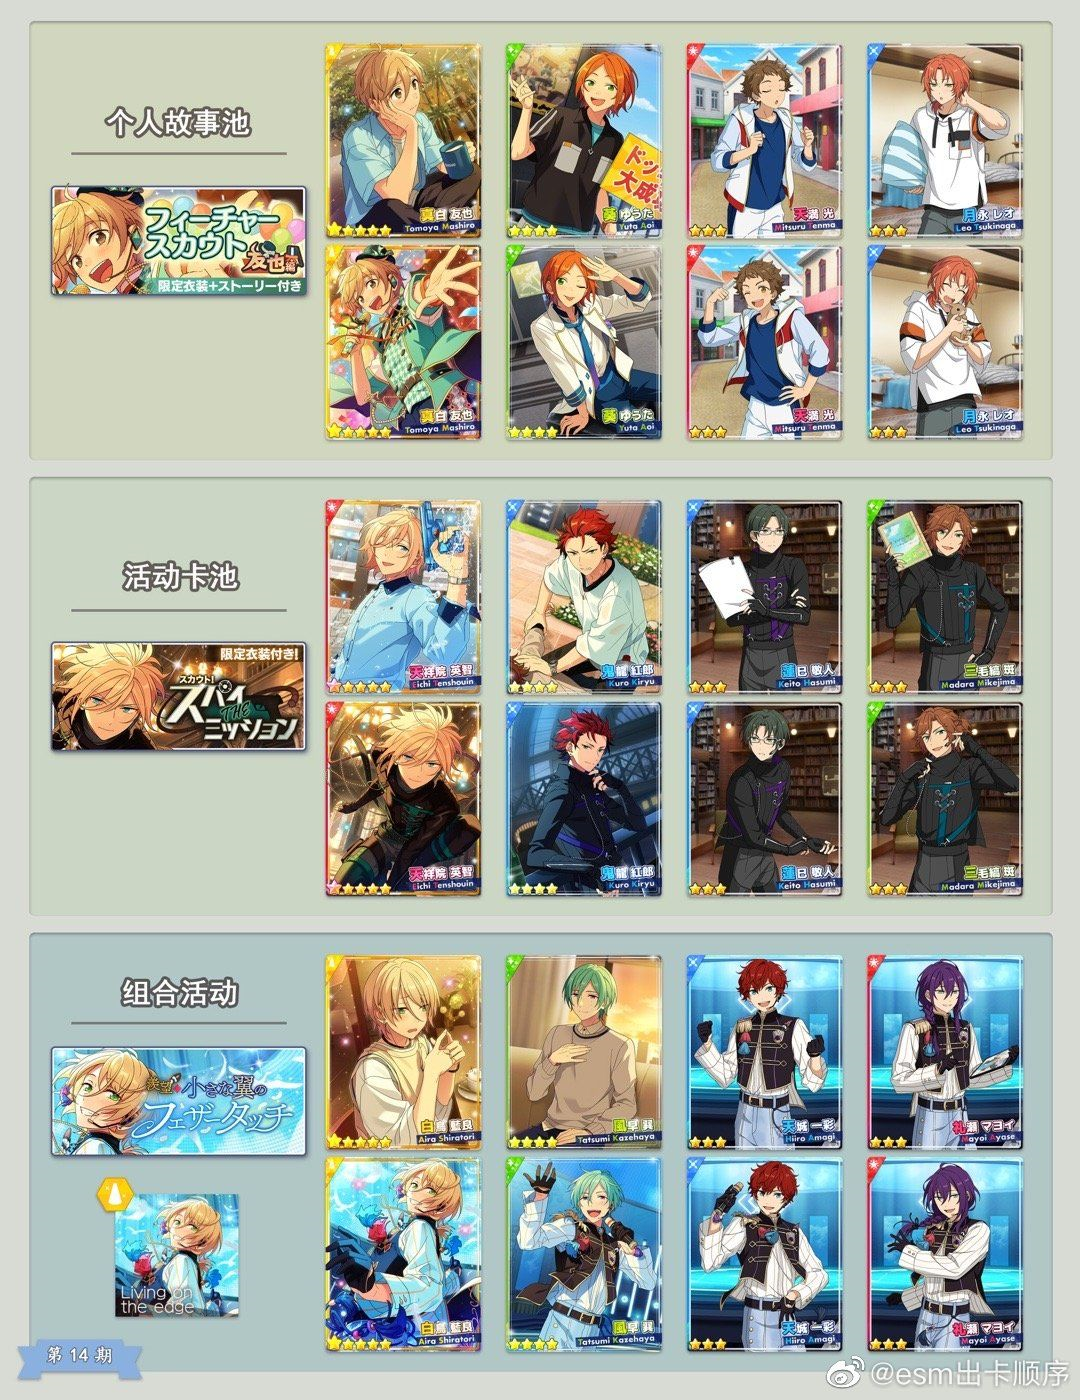 个人故事池
フィーチャー
スカウト 友也編
限定衣装+ストーリー付き
真白 友也
Tomoya Mashiro
ドッ
大成
葵 ゆうた
Yuta Aoi
天満 光
Mitsuru Tenma
月永 レオ
Leo Tsukinaga
真白 友也
Tomoya Mashiro
葵 ゆうた
Yuta Aoi
天満 光
Mitsuru Tenma
月永 レオ
Leo Tsukinaga
活动卡池
限定衣装付き!
スカウト!
スパイ
THE
ミッション
天祥院 英智
Eichi Tenshouin
鬼龍 紅郎
Kuro Kiryu
蓮巳 敬人
Keito Hasumi
三毛縞 斑
Madara Mikejima
天祥院 英智
Eichi Tenshouin
鬼龍 紅郎
Kuro Kiryu
蓮巳 敬人
Keito Hasumi
三毛縞 斑
Madara Mikejima
组合活动
羨望◆小さな翼の
フェザータッチ
白鳥 藍良
Aira Shiratori
風早 巽
Tatsumi Kazehaya
天城 一彩
Hiiro Amagi
礼瀬 マヨイ
Mayoi Ayase
Living on
the edge
白鳥 藍良
Aira Shiratori
風早 巽
Tatsumi Kazehaya
天城 一彩
Hiiro Amagi
礼瀬 マヨイ
Mayoi Ayase
第 14 期
@esm出卡顺序